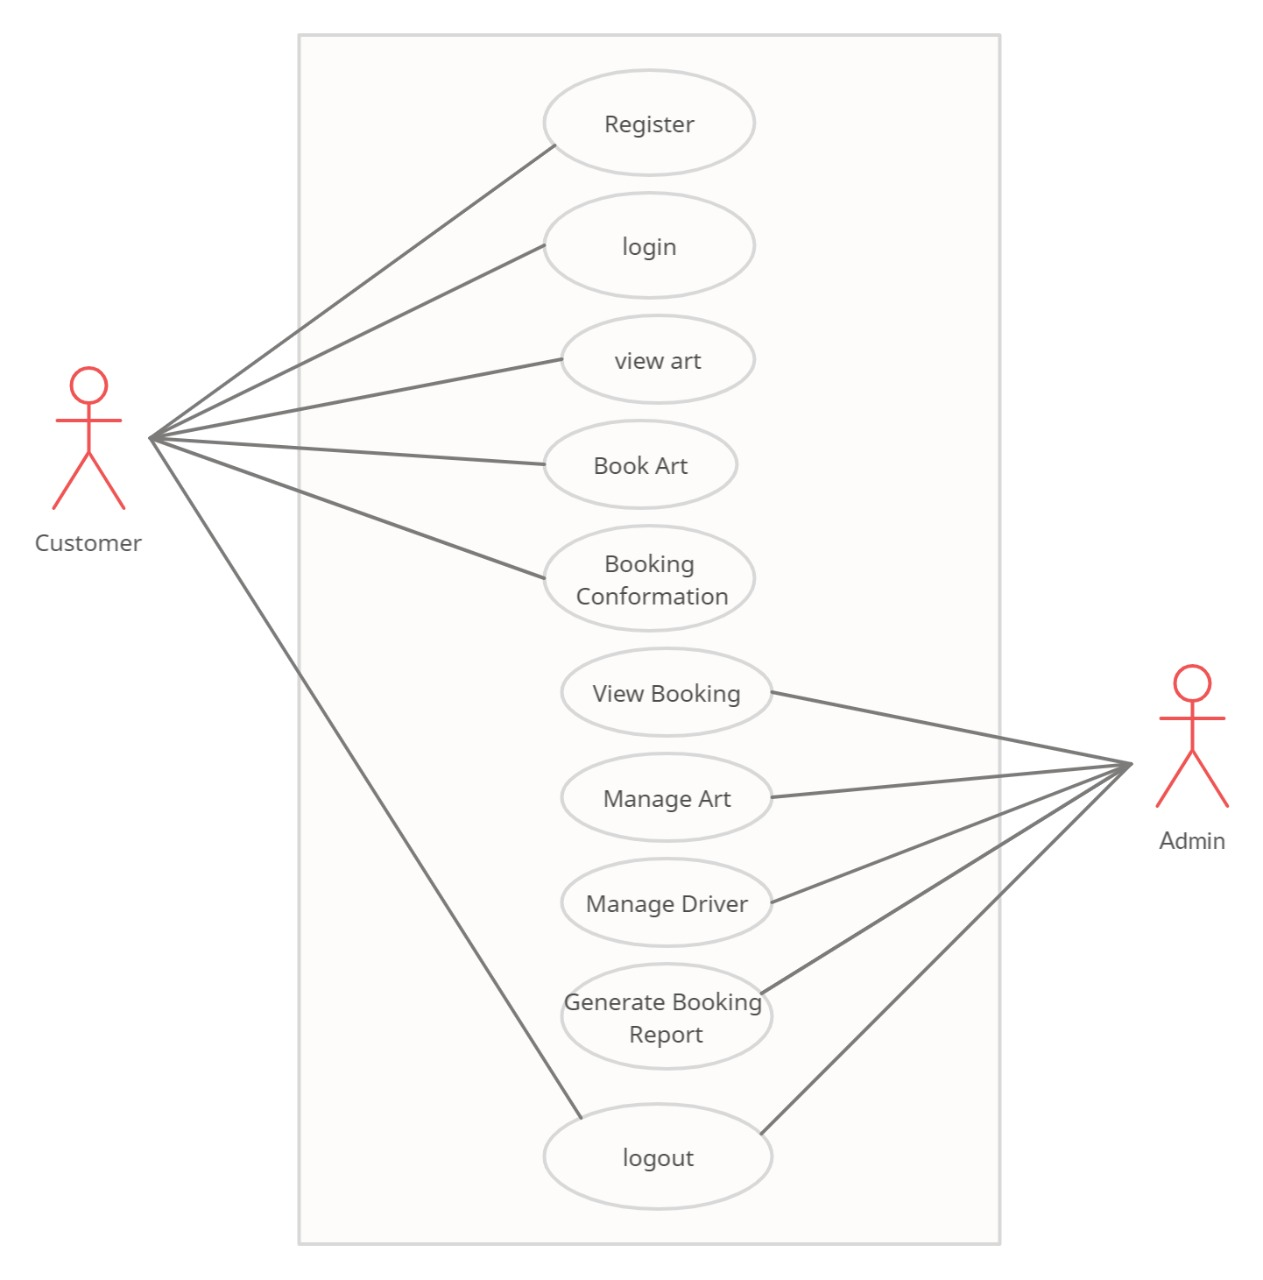 Register
login
view art
Book Art
Booking
Conformation
Customer
View Booking
Manage Art
Manage Driver
Admin
Generate Booking
Report
logout